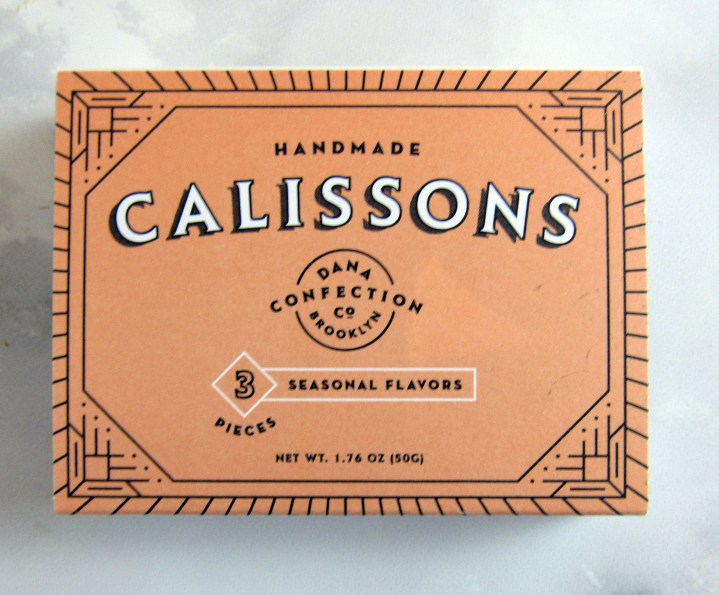 HANDMADE
CALISSONS
DANA
CONFECTION
Cº
BROOKLYN
3 SEASONAL FLAVORS
PIECES
NET WT. 1.76 OZ (50G)